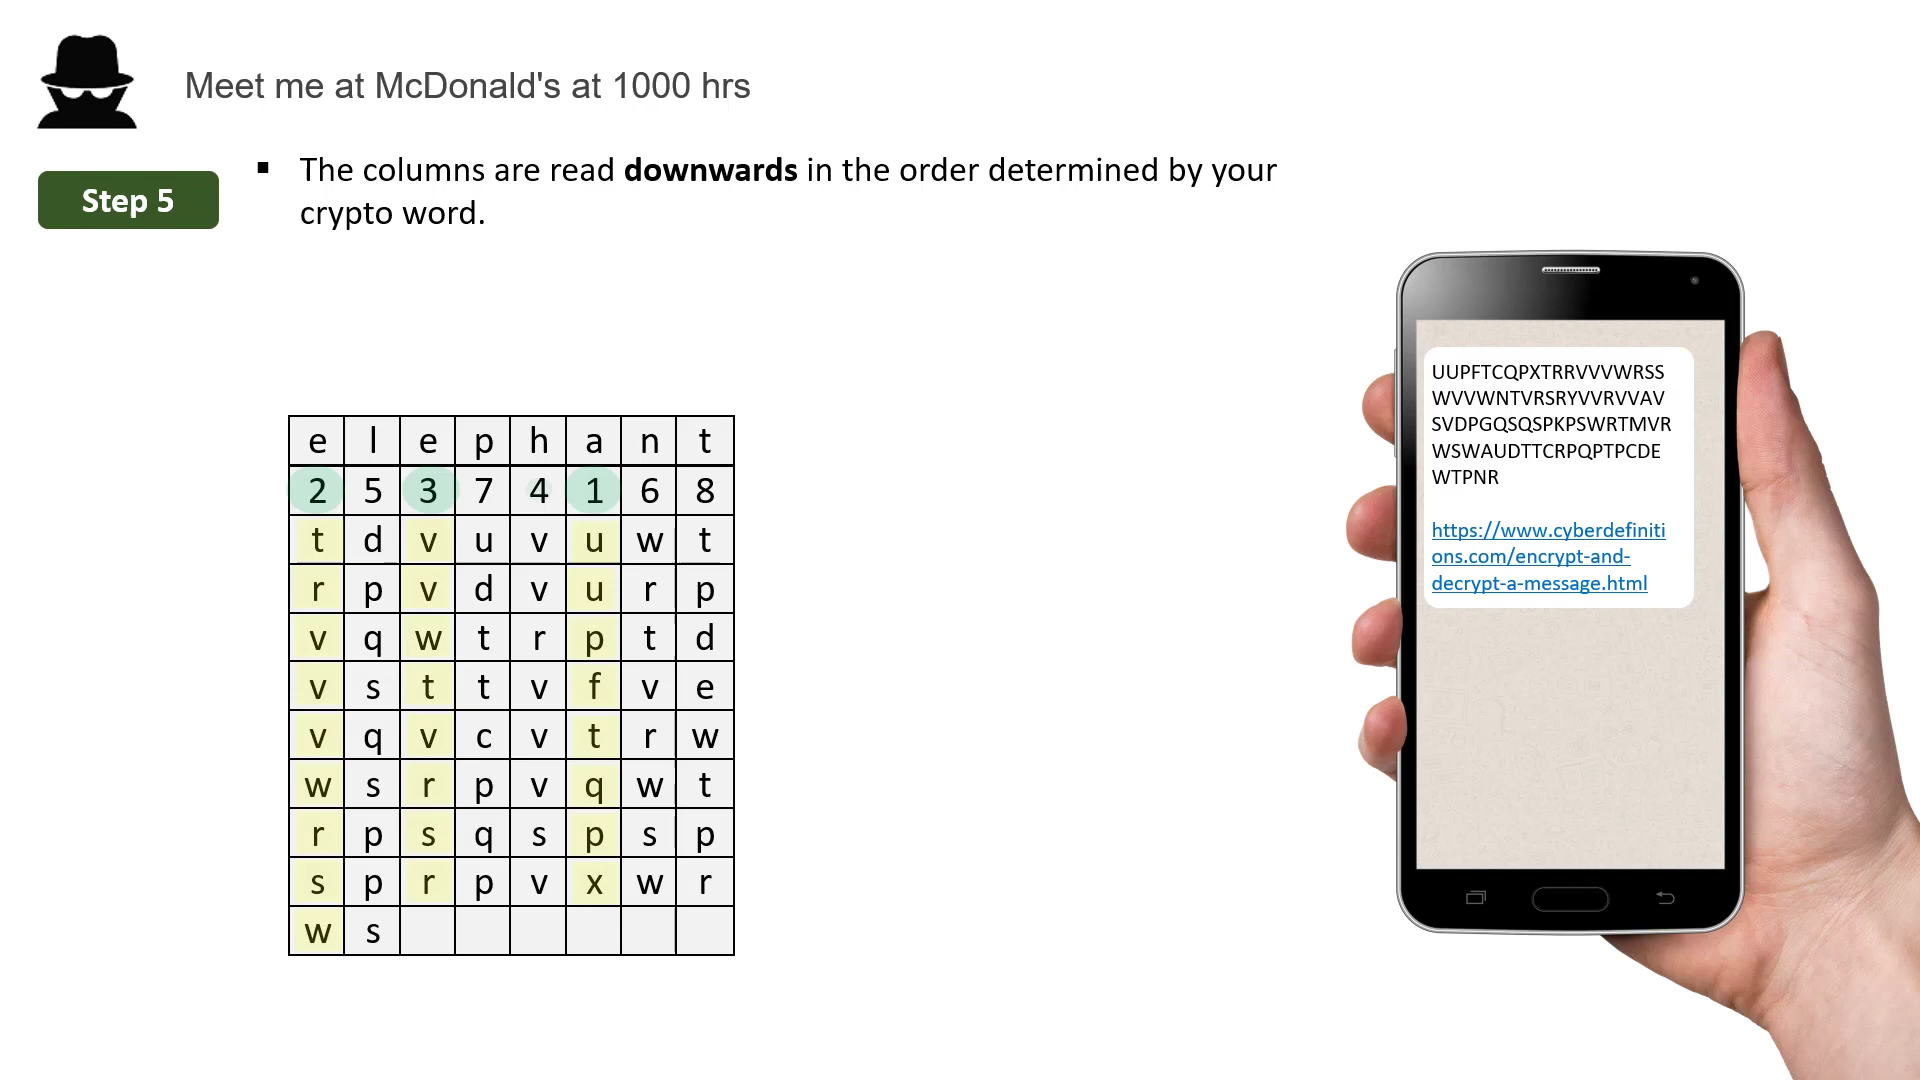 Meet me at McDonald's at 1000 hrs
Step 5
▪ The columns are read downwards in the order determined by your
crypto word.
e l e p h a n t
2 5 3 7 4 1 6 8
t d v u v u w t
r p v d v u r p
v q w t r p t d
v s t t v f v e
v q v c v t r w
w s r p v q w t
r p s q s p s p
s p r p v x w r
w s
UUPFTCQPXTRRVVVWRSS
WVVWNTVRSRYVVRVVAV
SVDPGQSQSPKPSWRTMVR
WSWAUDTTCRPQPTPCDE
WTPNR
https://www.cyberdefiniti
ons.com/encrypt-and-
decrypt-a-message.html